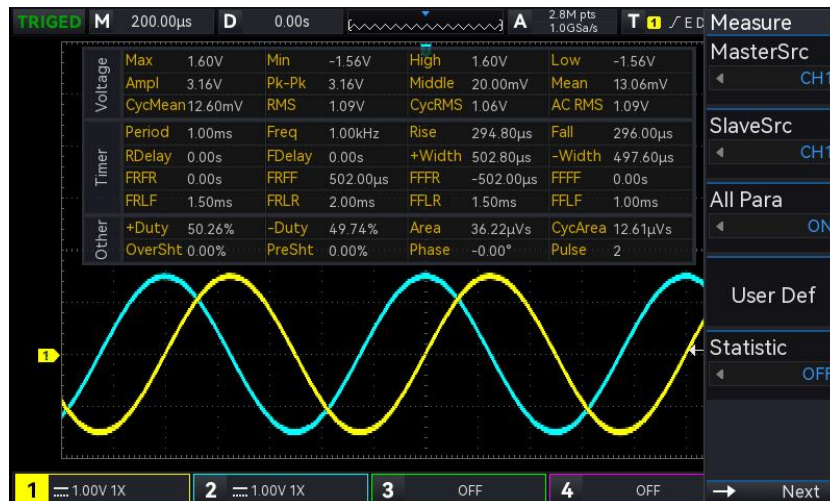 TRIGED M 200.00µs D 0.00s A 2.8M pts 1.0GSa/s T 1 E D Measure
Voltage
Max 1.60V Min -1.56V High 1.60V Low -1.56V
Ampl 3.16V Pk-Pk 3.16V Middle 20.00mV Mean 13.06mV
CycMean 12.60mV RMS 1.09V CycRMS 1.06V AC RMS 1.09V
Timer
Period 1.00ms Freq 1.00kHz Rise 294.80µs Fall 296.00µs
RDelay 0.00s FDelay 0.00s +Width 502.80µs -Width 497.60µs
FRFR 0.00s FRFF 502.00µs FFFR -502.00µs FFFF 0.00s
FRLF 1.50ms FRLR 2.00ms FFLR 1.50ms FFLF 1.00ms
Other
+Duty 50.26% -Duty 49.74% Area 36.22µVs CycArea 12.61µVs
OverSht 0.00% PreSht 0.00% Phase -0.00° Pulse 2
MasterSrc
CH1
SlaveSrc
CH1
All Para
ON
User Def
Statistic
OFF
Next
1
1 1.00V 1X 2 1.00V 1X 3 OFF 4 OFF